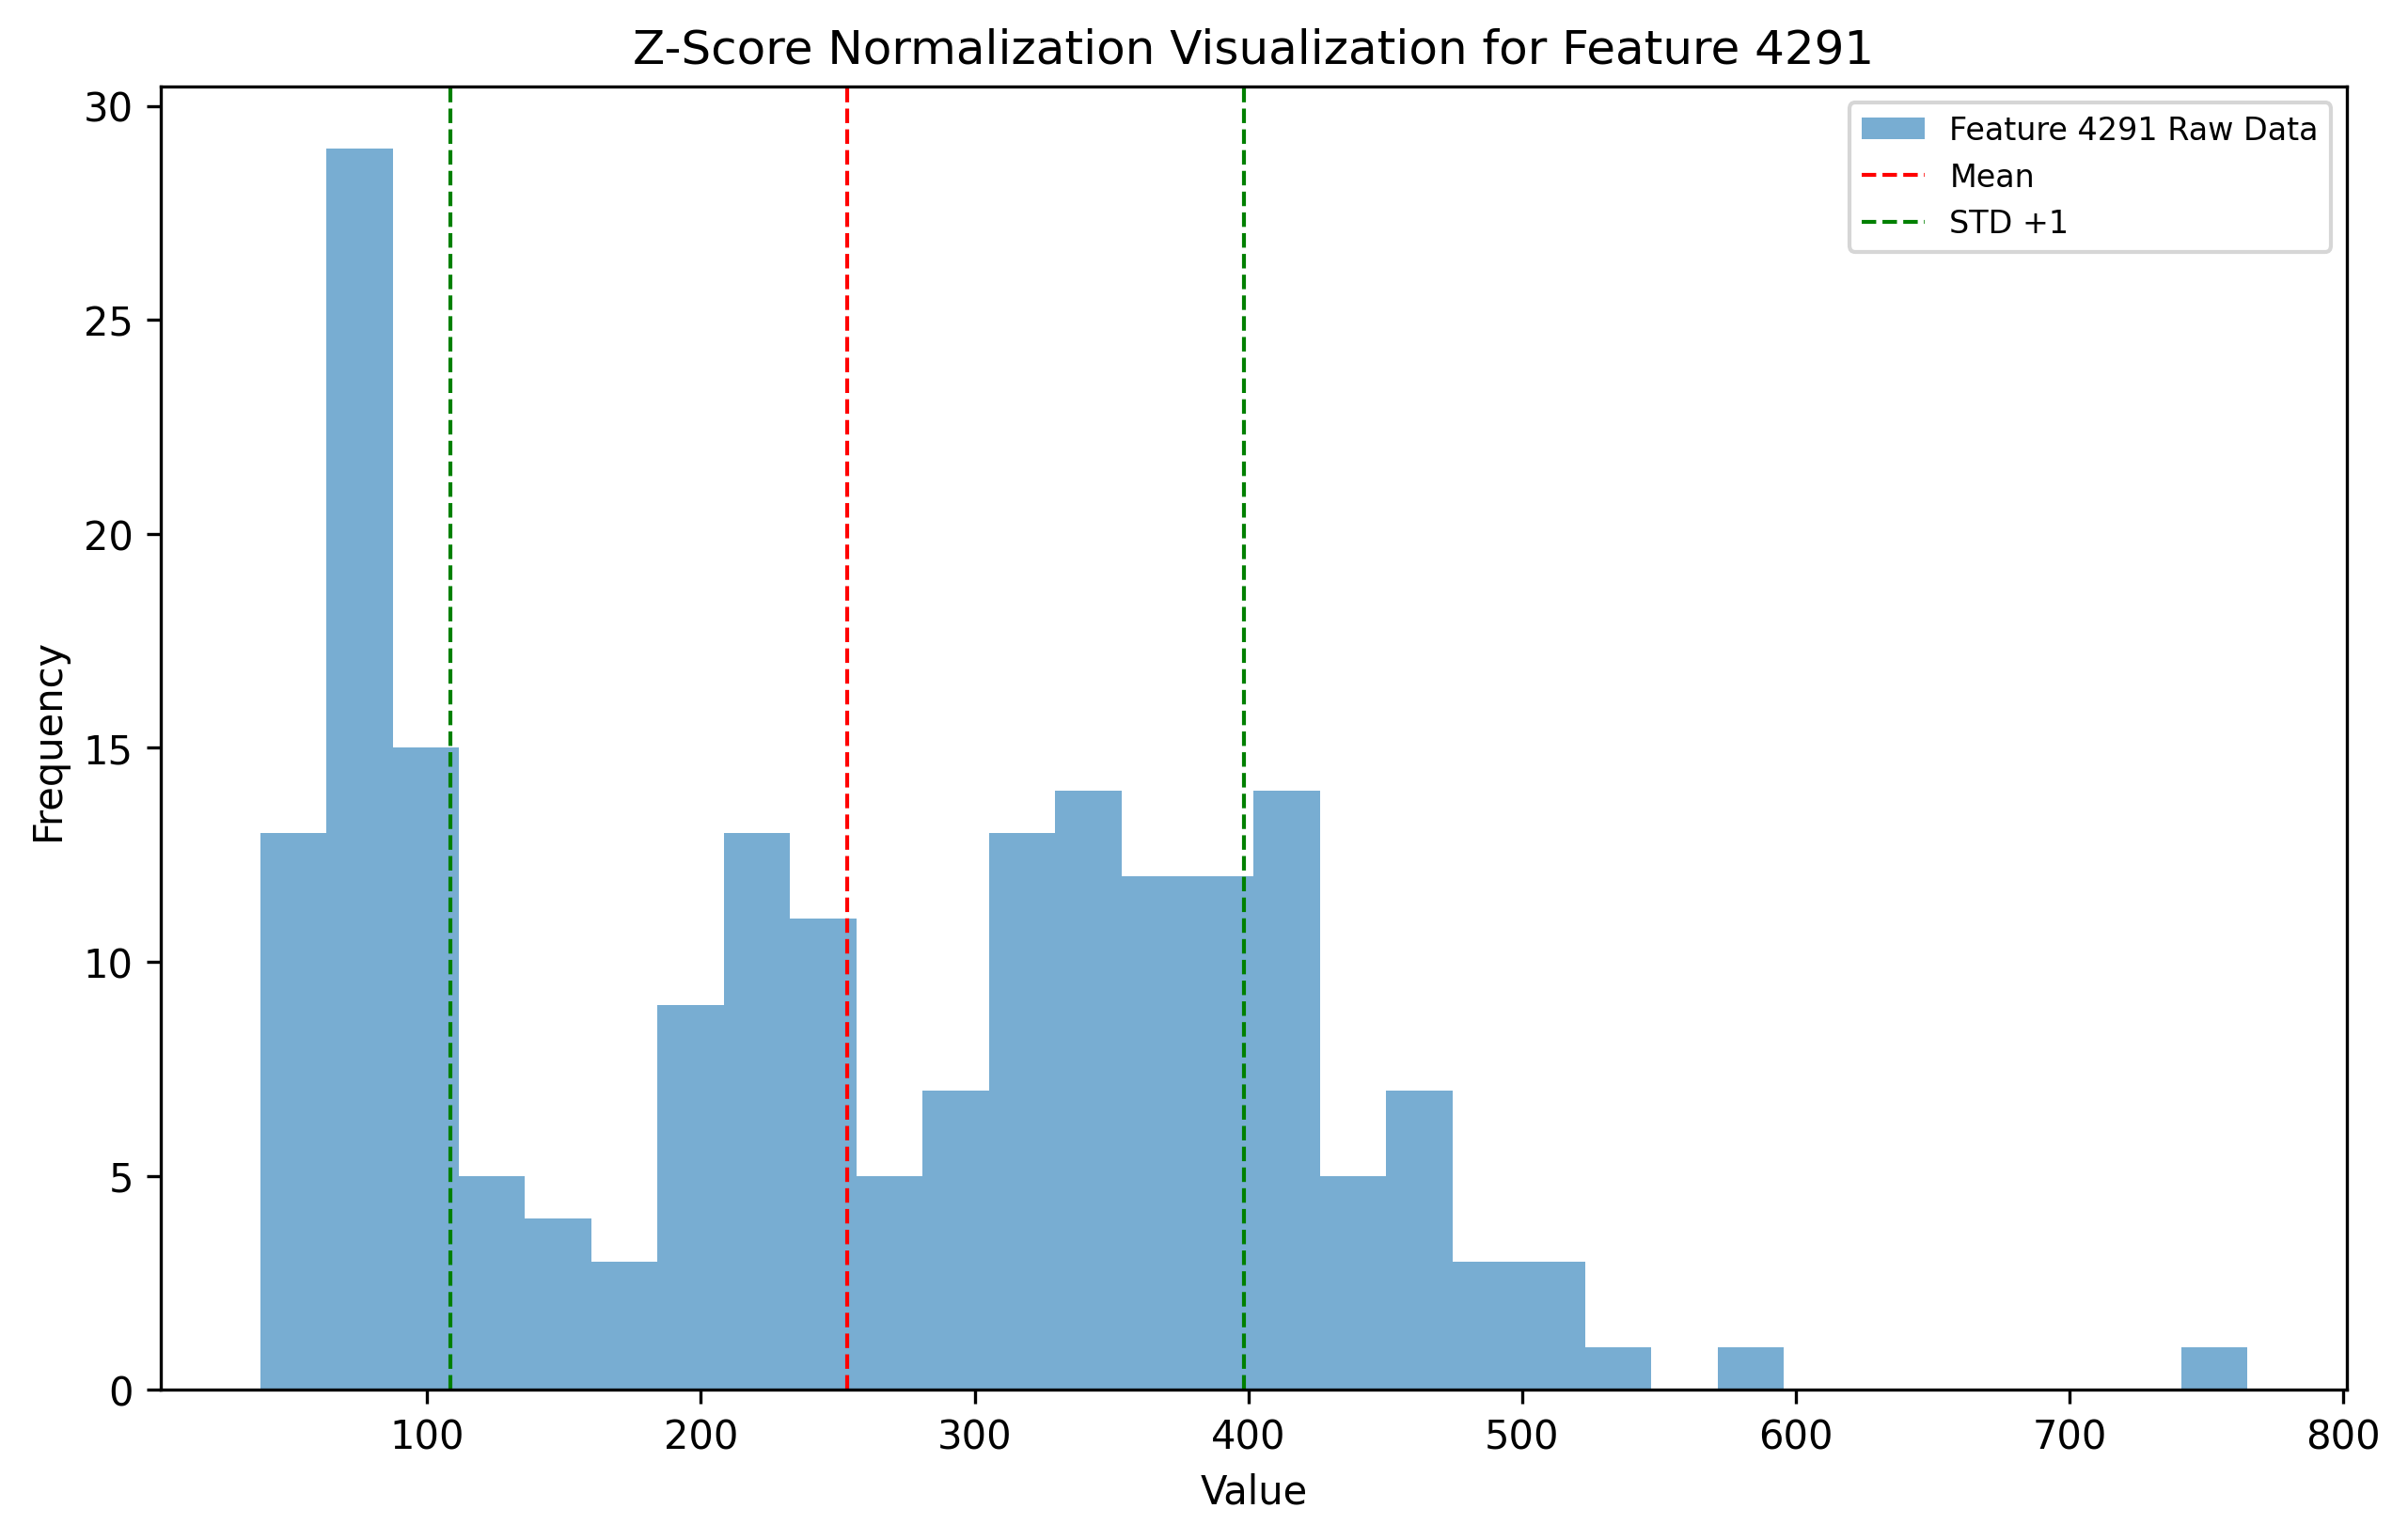 Z-Score Normalization Visualization for Feature 4291
30
25
20
15
10
5
0
Frequency
Feature 4291 Raw Data
Mean
STD +1
100 200 300 400 500 600 700 800
Value